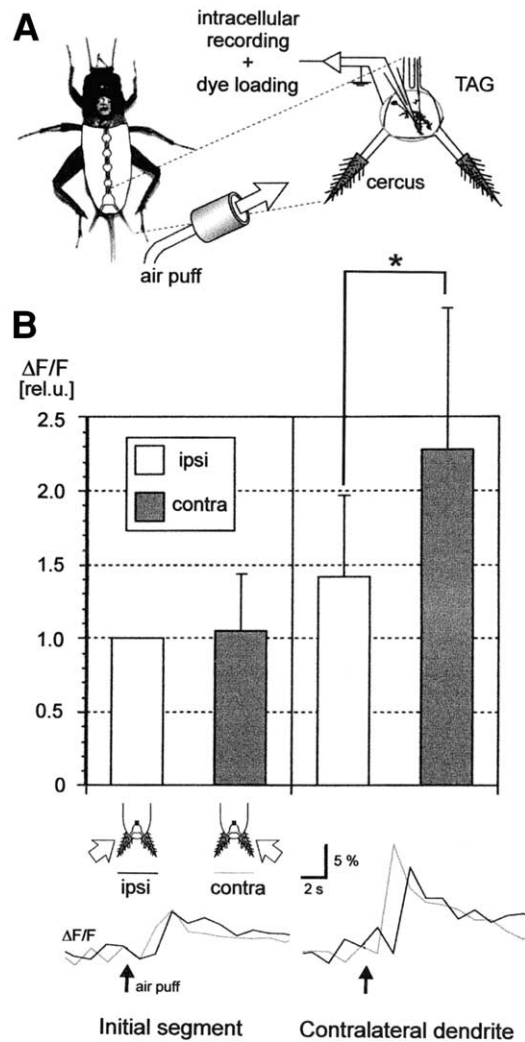 A
intracellular
recording
+
dye loading
TAG
cercus
air puff
B
*
ΔF/F
[rel.u.]
2.5
2.0
1.5
1.0
0.5
0
ipsi
contra
ipsi
contra
5 %
2 s
ΔF/F
air puff
Initial segment
Contralateral dendrite